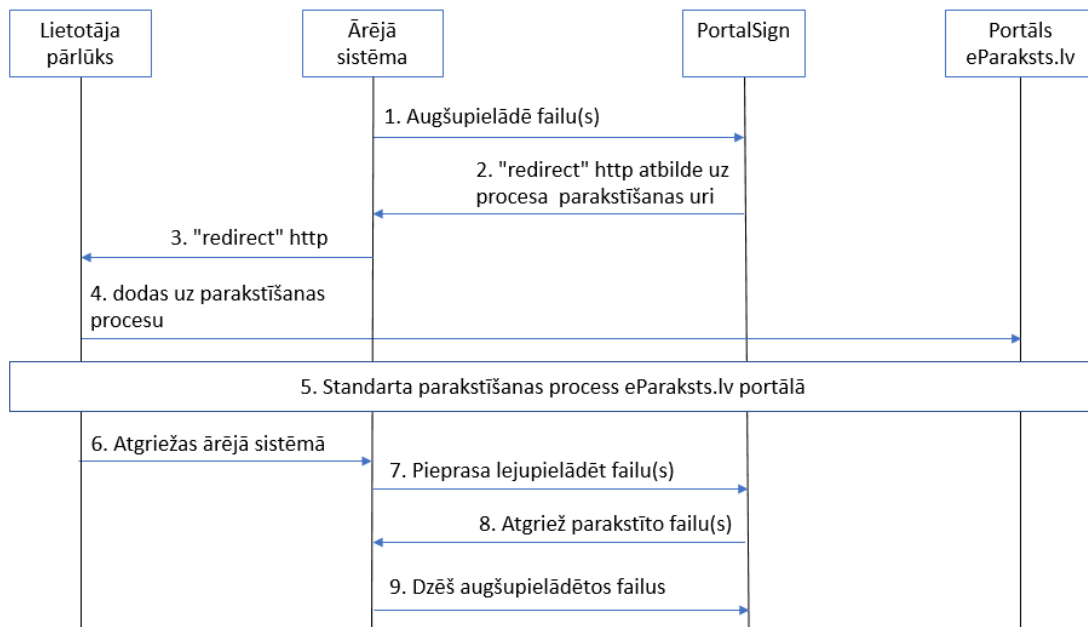 Lietotāja
pārlūks
Ārējā
sistēma
PortalSign
Portāls
eParaksts.lv
1. Augšupielādē failu(s)
2. "redirect" http atbilde uz
procesa  parakstīšanas uri
3. "redirect" http
4. dodas uz parakstīšanas
procesu
5. Standarta parakstīšanas process eParaksts.lv portālā
6. Atgriežas ārējā sistēmā
7. Pieprasa lejupielādēt failu(s)
8. Atgriež parakstīto failu(s)
9. Dzēš augšupielādētos failus